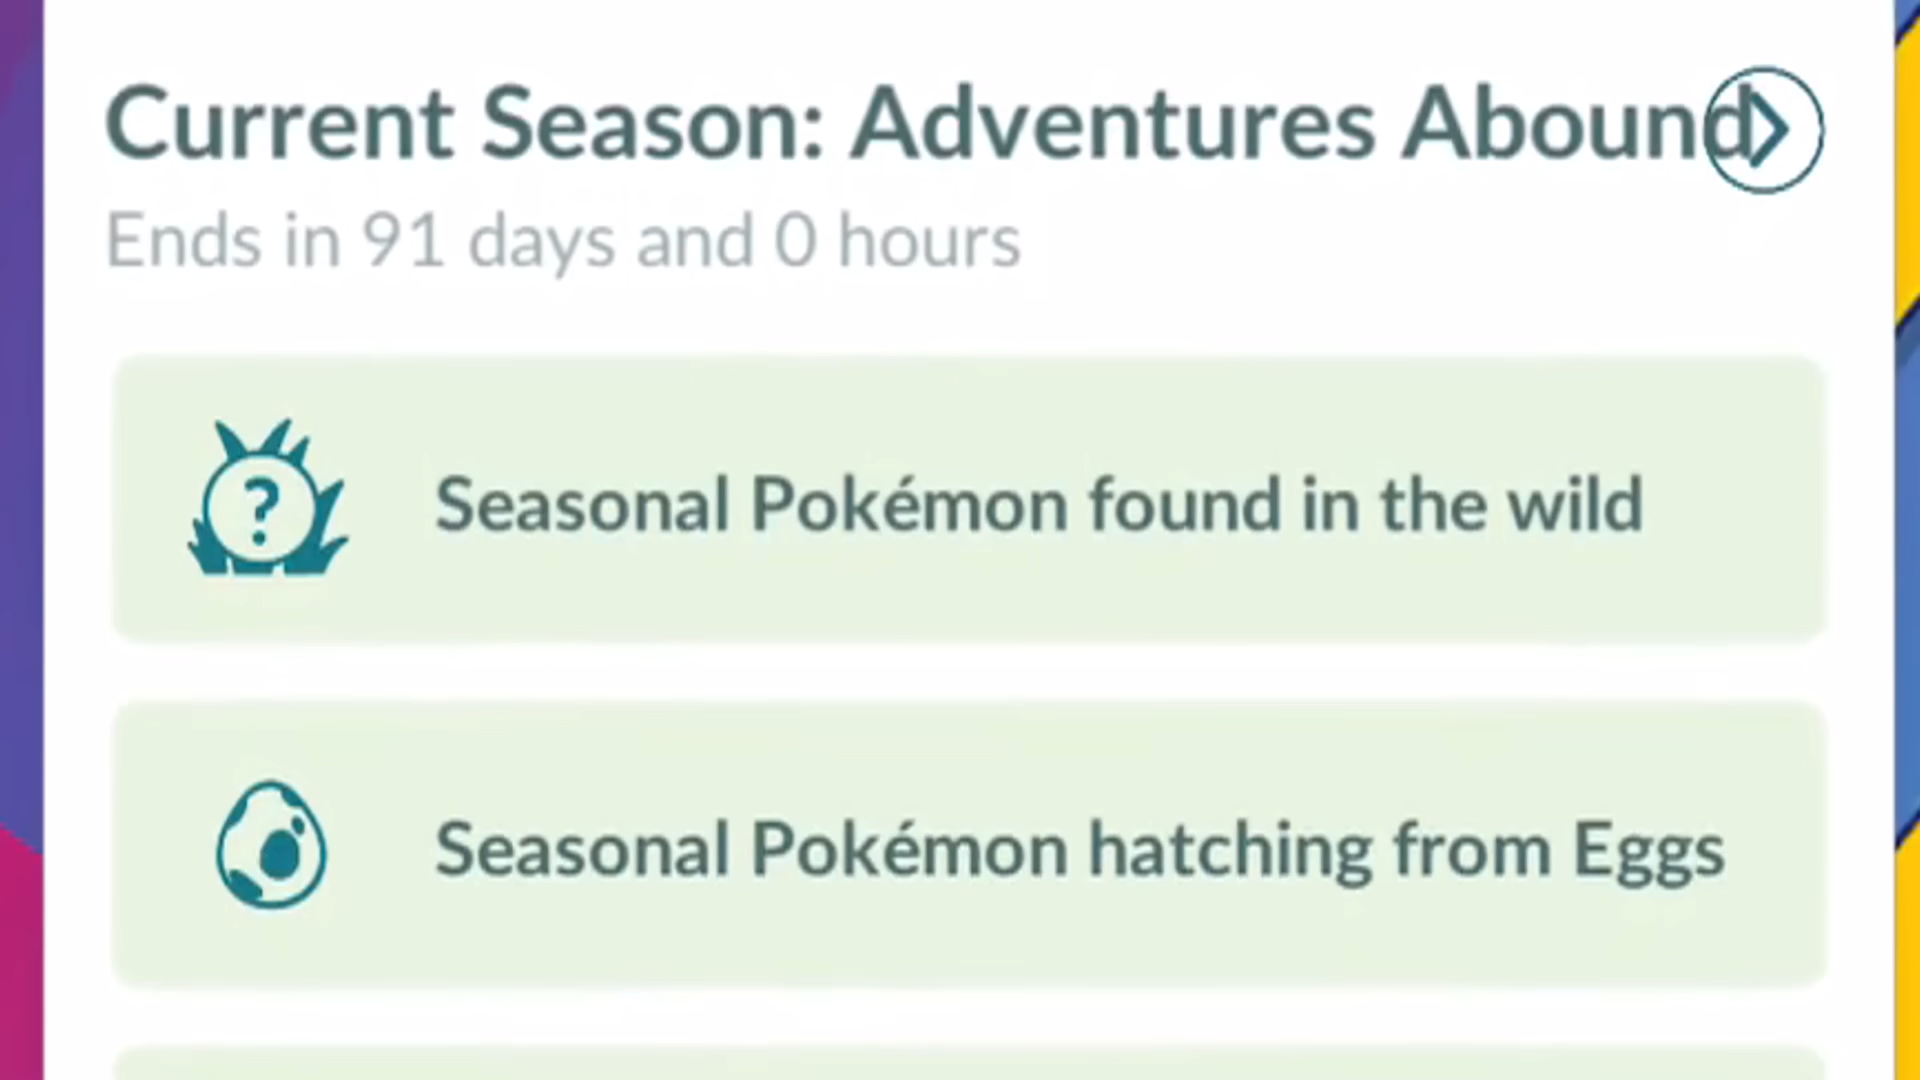 Current Season: Adventures Abound
Ends in 91 days and 0 hours
?
Seasonal Pokémon found in the wild
Seasonal Pokémon hatching from Eggs